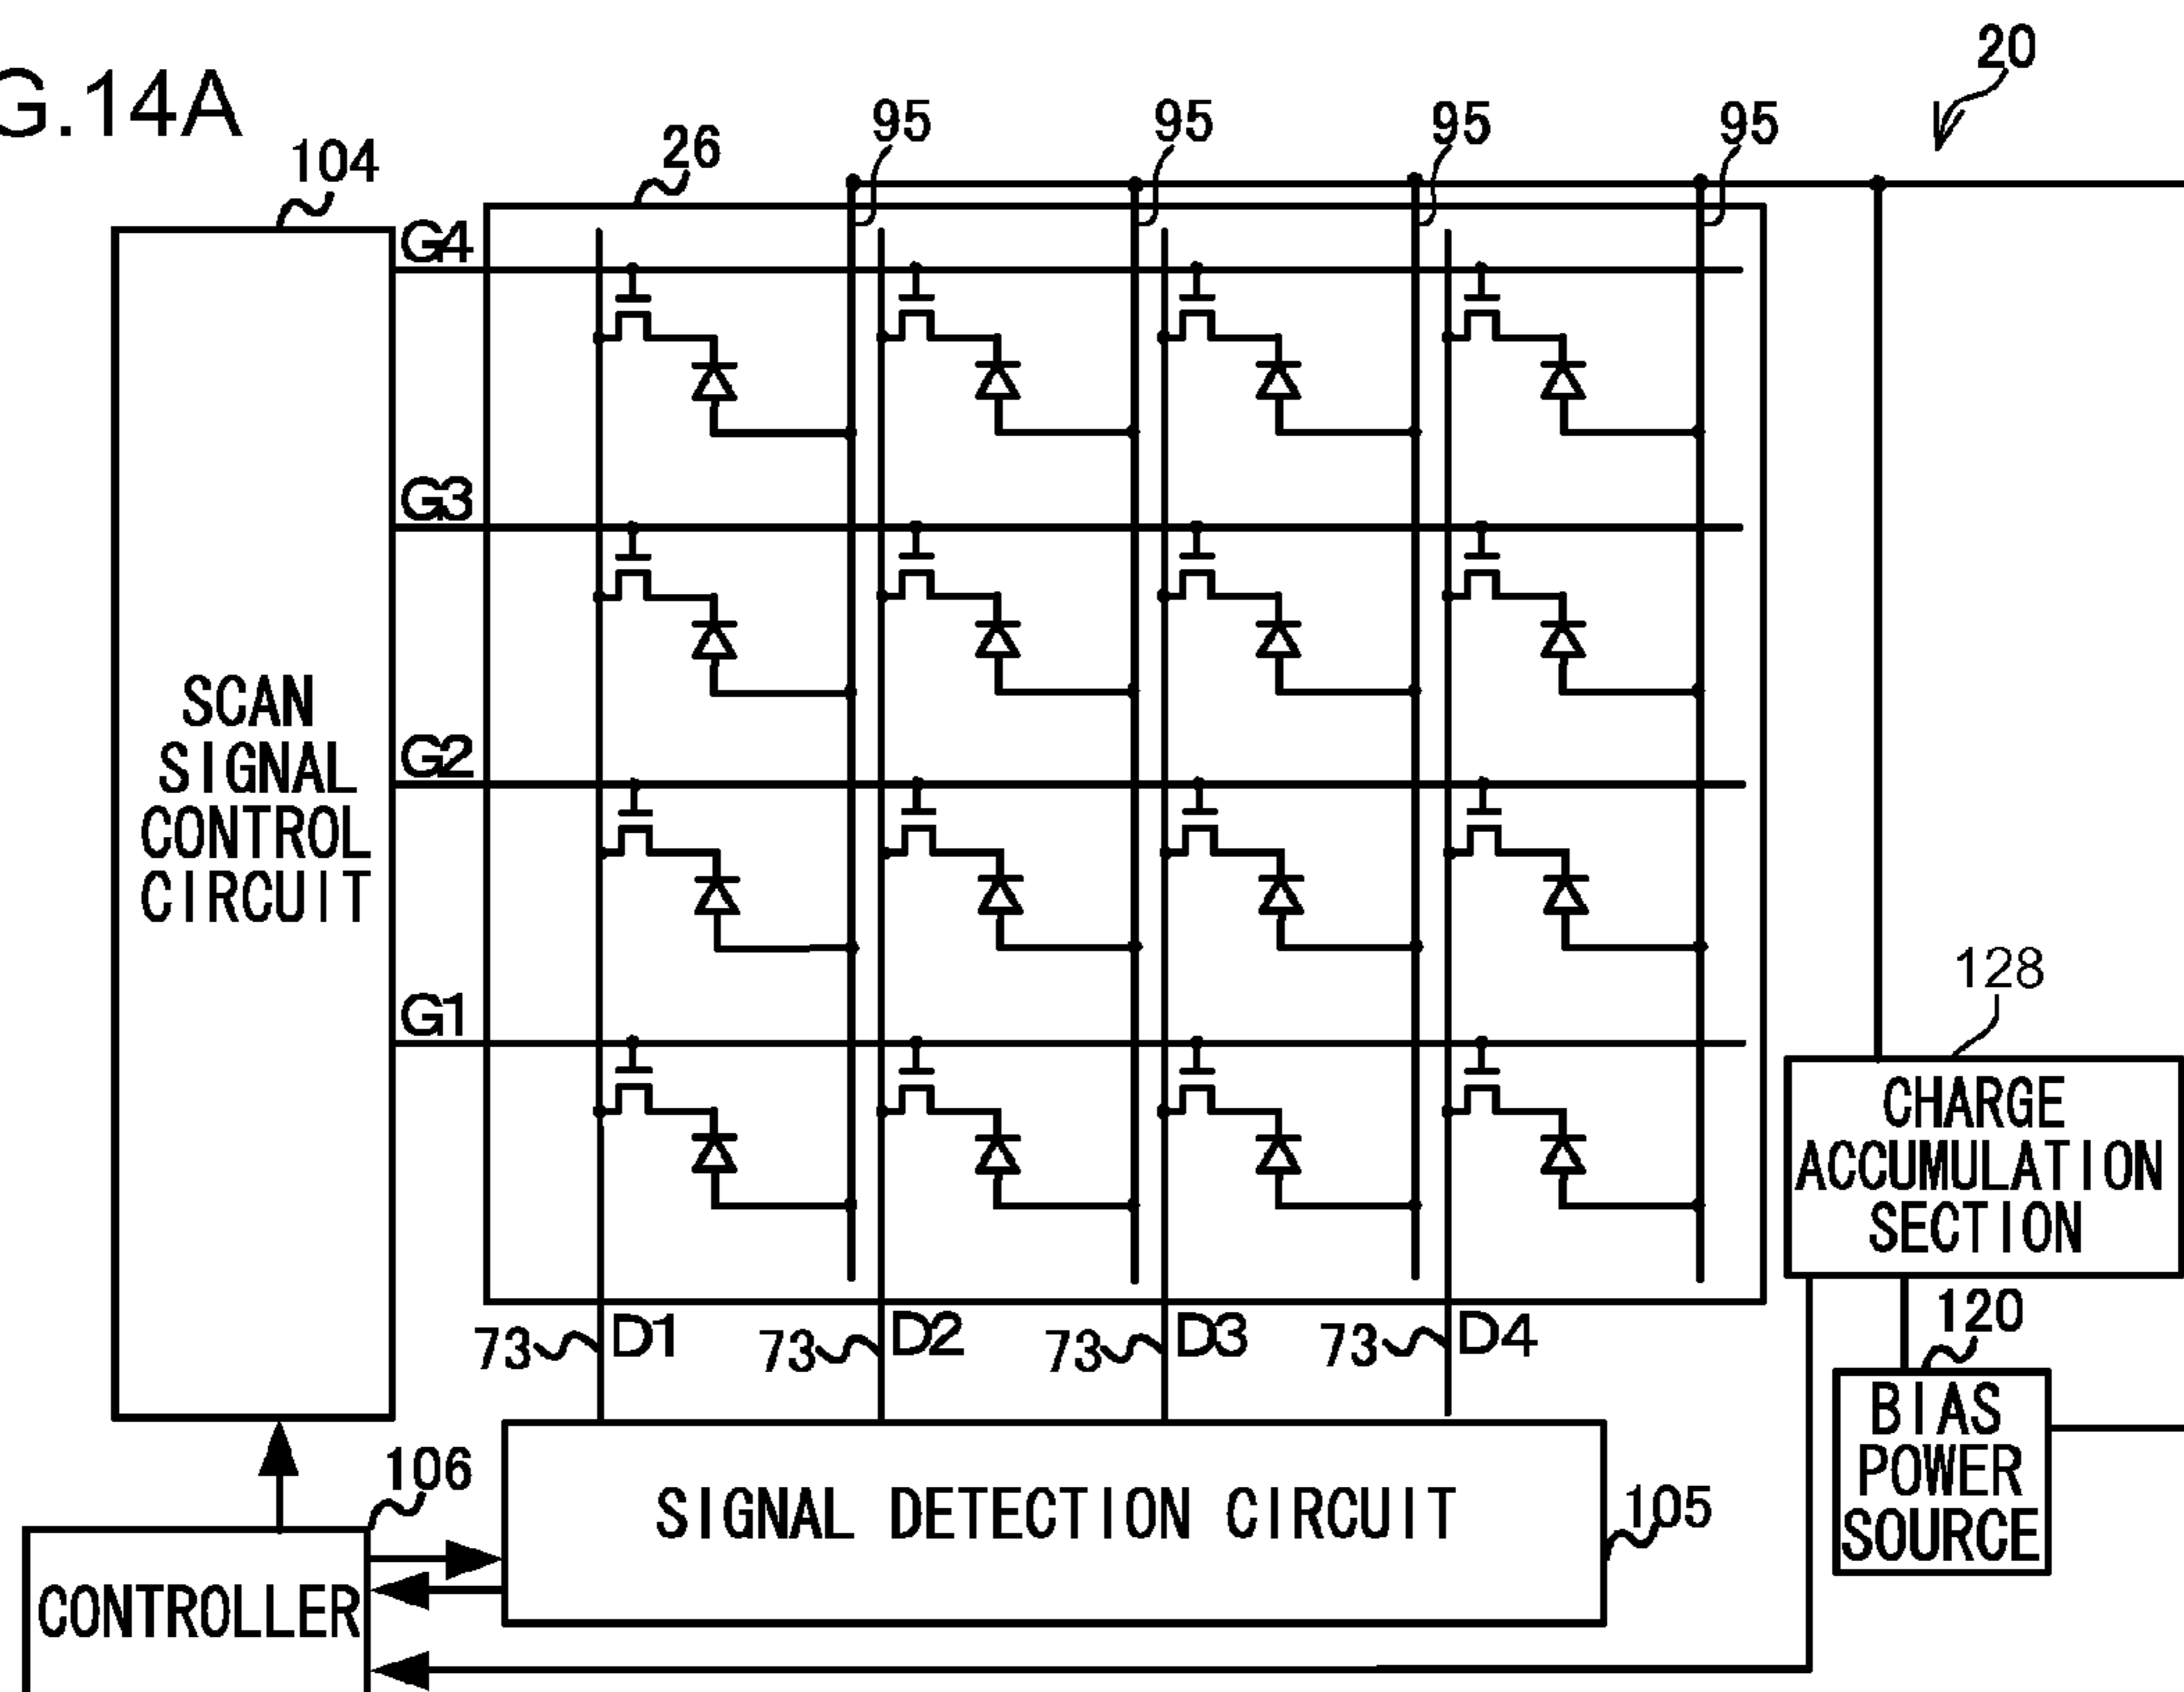 G.14A
20
95
95
95
95
26
104
G4
G3
SCAN
SIGNAL
CONTROL
CIRCUIT
G2
G1
128
CHARGE
ACCUMULATION
SECTION
120
BIAS
POWER
SOURCE
73
D1
73
D2
73
D3
73
D4
106
SIGNAL DETECTION CIRCUIT
105
CONTROLLER